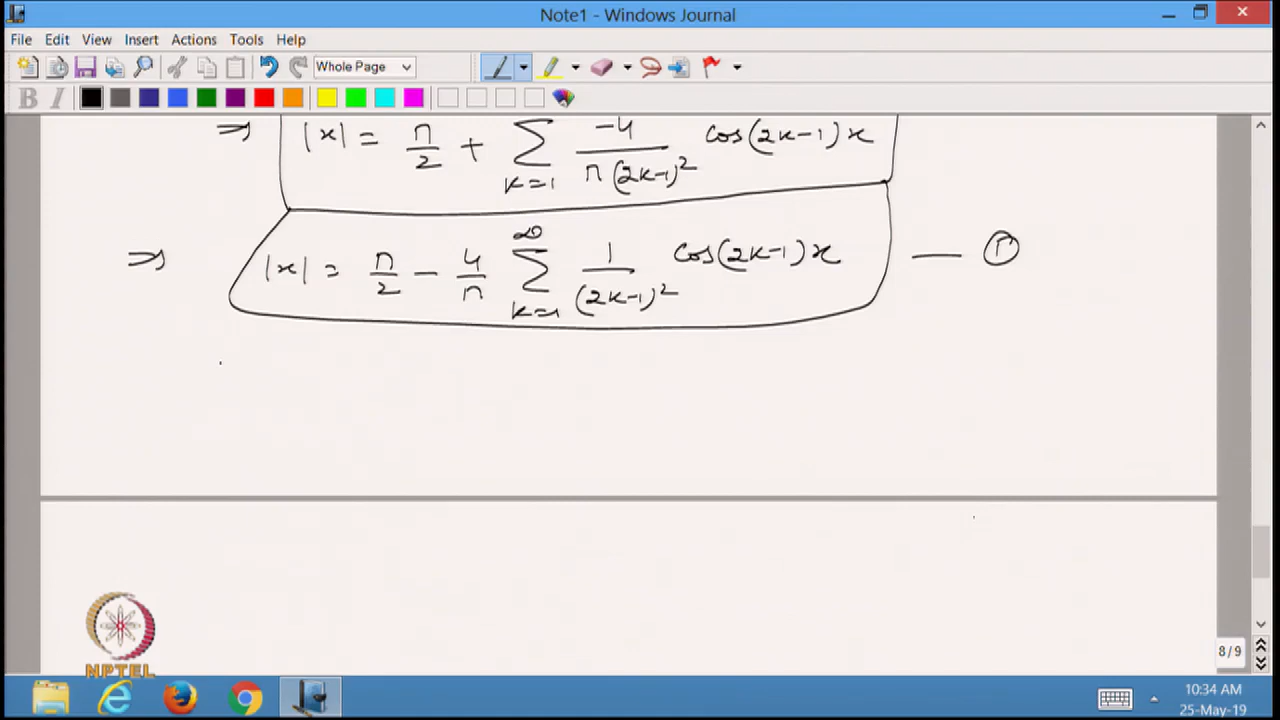 Note1 - Windows Journal
File Edit View Insert Actions Tools Help
Whole Page
B I
⇒ |x| = π/2 + Σ_{k=1} -4/(π(2k-1)^2) cos(2k-1)x
⇒ |x| = π/2 - 4/π Σ_{k=1}^{∞} 1/(2k-1)^2 cos(2k-1)x — ①
8/9
NPTEL
10:34 AM
25-May-19